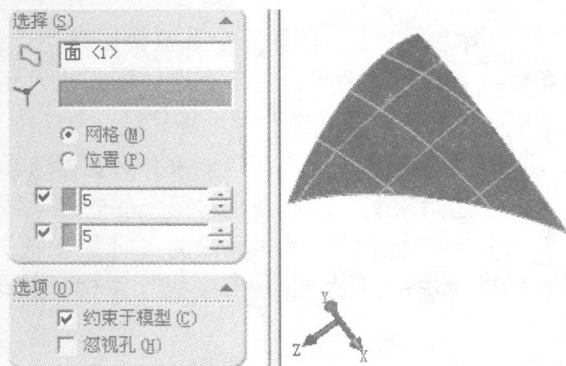 选择(S)
面 <1>
网格(M)
位置(P)
5
5
选项(O)
约束于模型(C)
忽视孔(H)
Y
Z
X